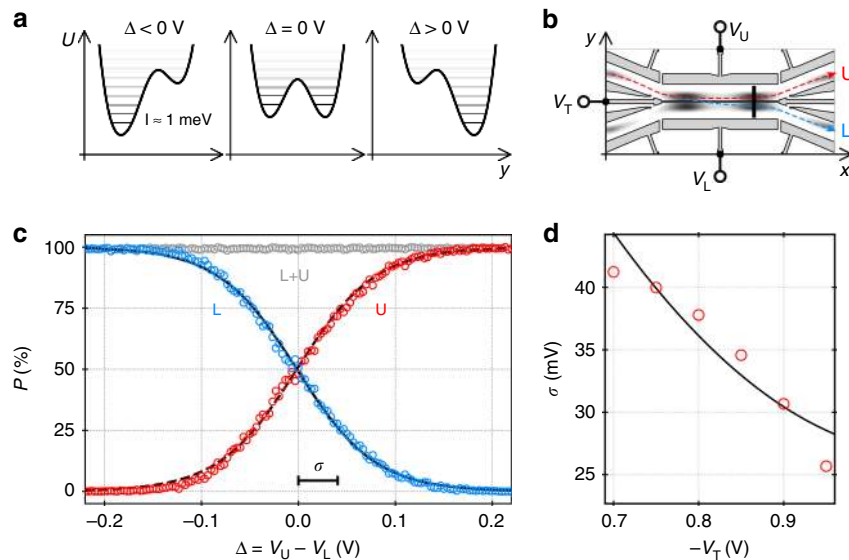 a
Δ < 0 V
Δ = 0 V
Δ > 0 V
U
I ≈ 1 meV
y
b
y
V_U
U
V_T
L
V_L
x
c
100
75
50
25
0
P (%)
L+U
L
U
σ
−0.2
−0.1
0.0
0.1
0.2
Δ = V_U − V_L (V)
d
40
35
30
25
σ (mV)
0.7
0.8
0.9
−V_T (V)